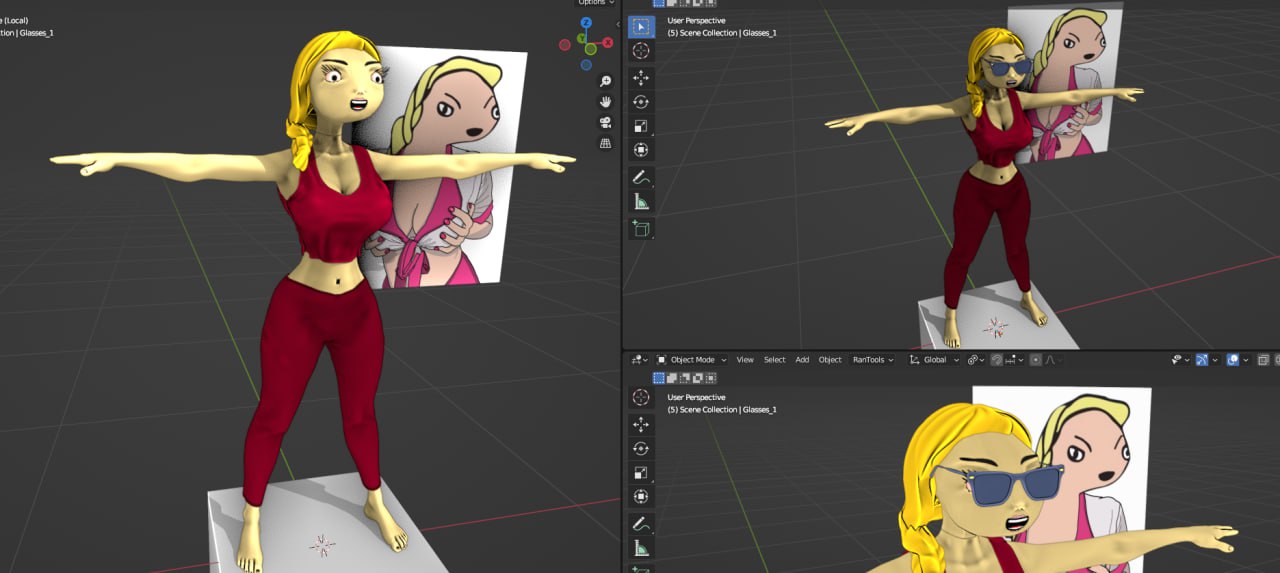 Options
e (Local)
ction | Glasses_1
Z
Y
X
User Perspective
(5) Scene Collection | Glasses_1
Object Mode View Select Add Object RanTools Global
User Perspective
(5) Scene Collection | Glasses_1